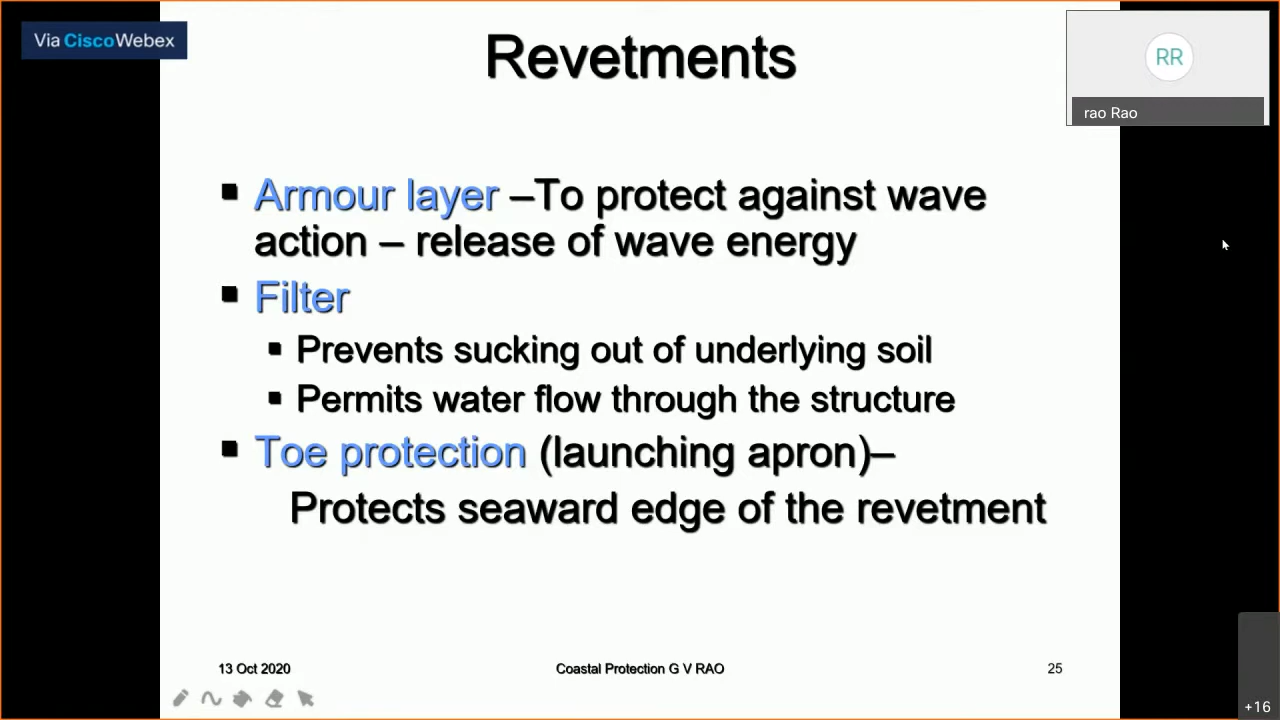 Via CiscoWebex
Revetments
RR
rao Rao
Armour layer –To protect against wave
action – release of wave energy
Filter
Prevents sucking out of underlying soil
Permits water flow through the structure
Toe protection (launching apron)–
Protects seaward edge of the revetment
13 Oct 2020
Coastal Protection G V RAO
25
+16